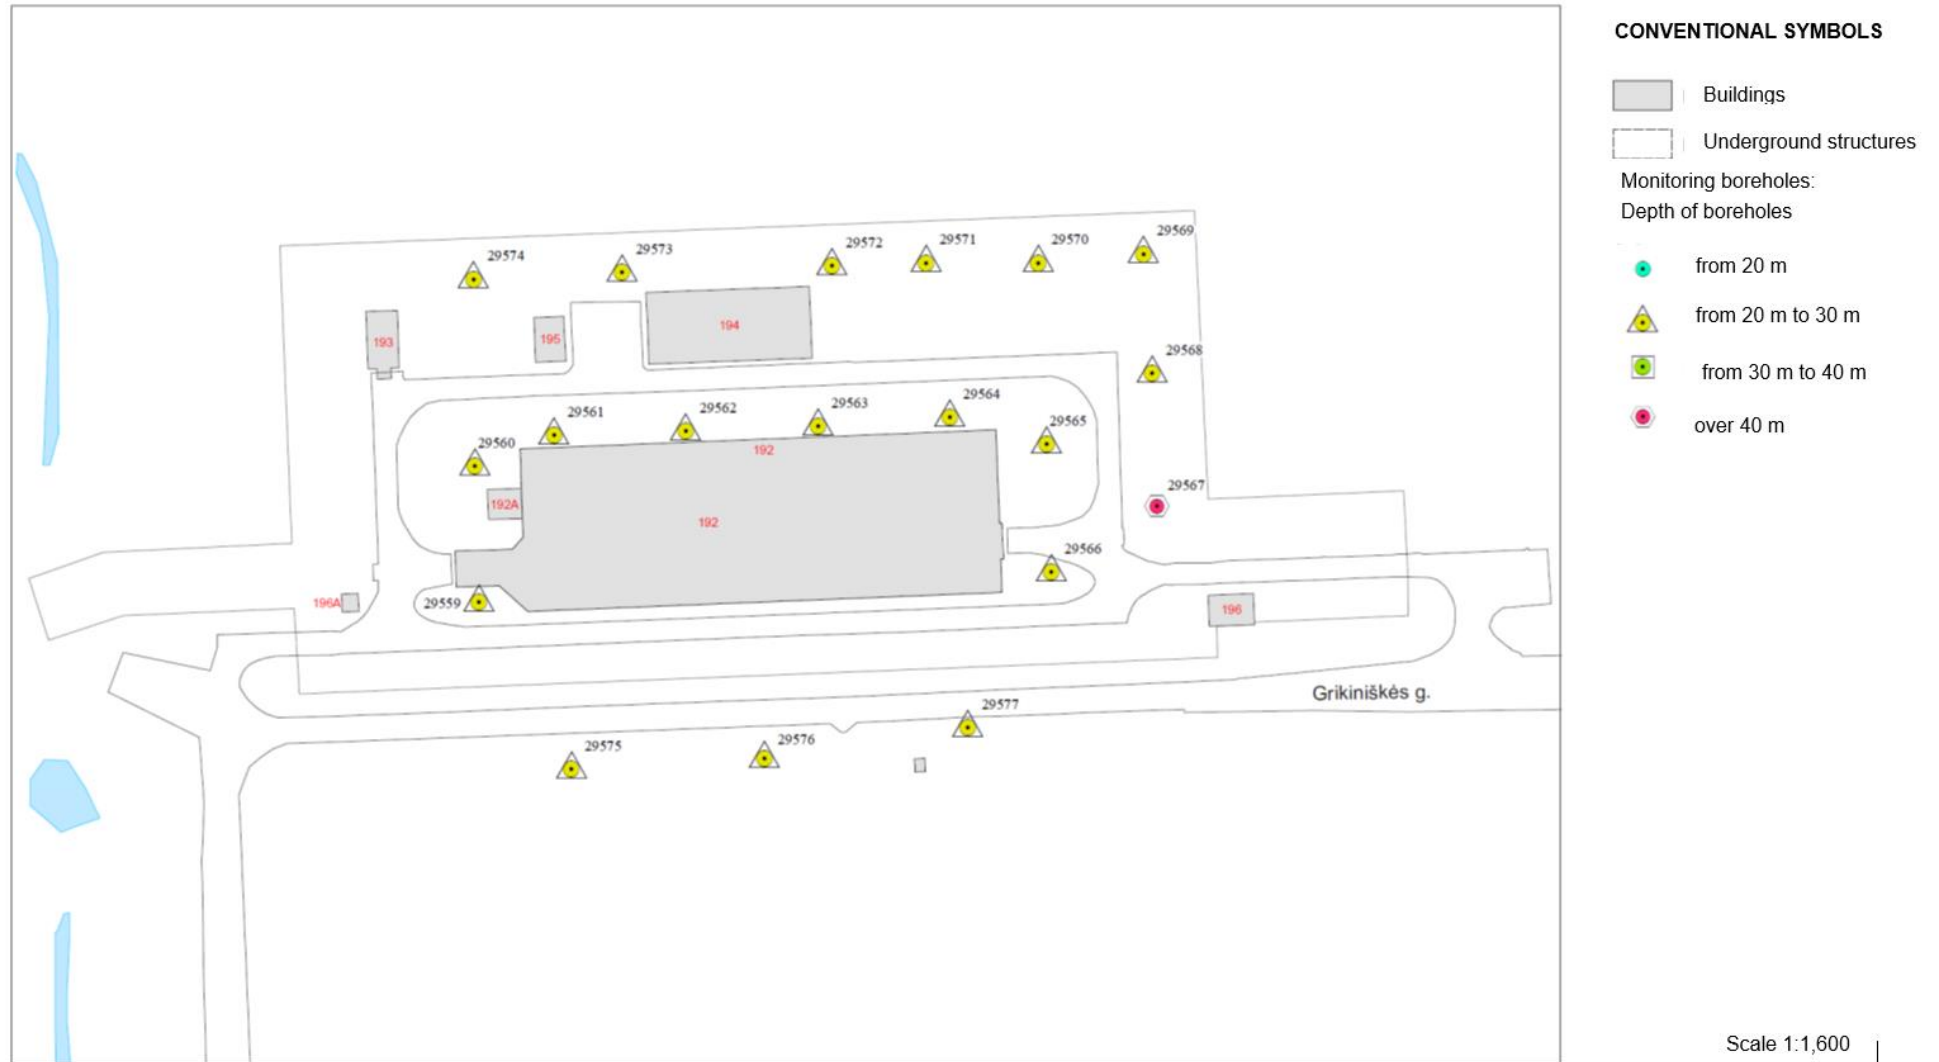 CONVENTIONAL SYMBOLS
Buildings
Underground structures
Monitoring boreholes:
Depth of boreholes
from 20 m
from 20 m to 30 m
from 30 m to 40 m
over 40 m
29574
29573
29572
29571
29570
29569
193
195
194
29568
29561
29562
29563
29564
29565
29560
192
192A
192
29567
29566
196A
29559
196
Grikiniškės g.
29577
29575
29576
Scale 1:1,600